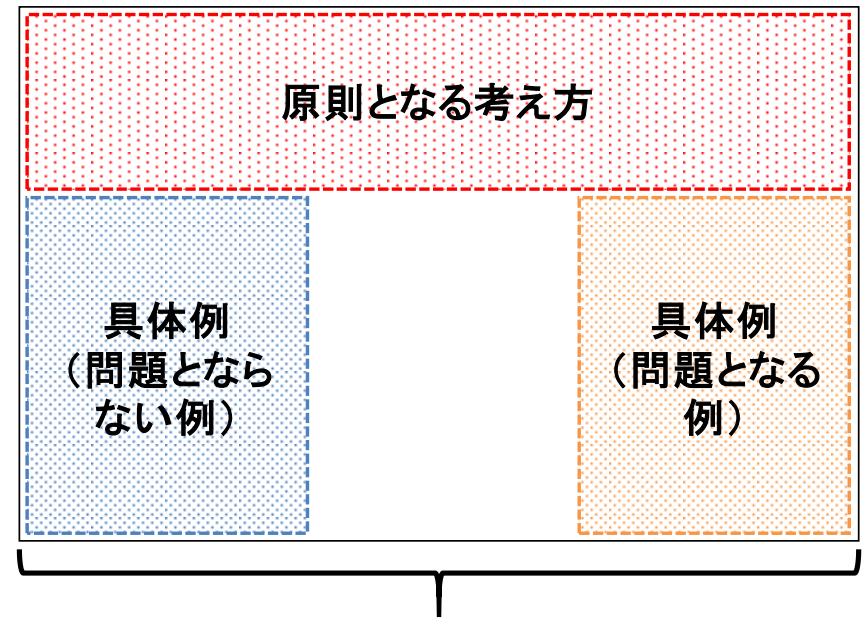 原則となる考え方
具体例
（問題となら
ない例）
具体例
（問題となる
例）